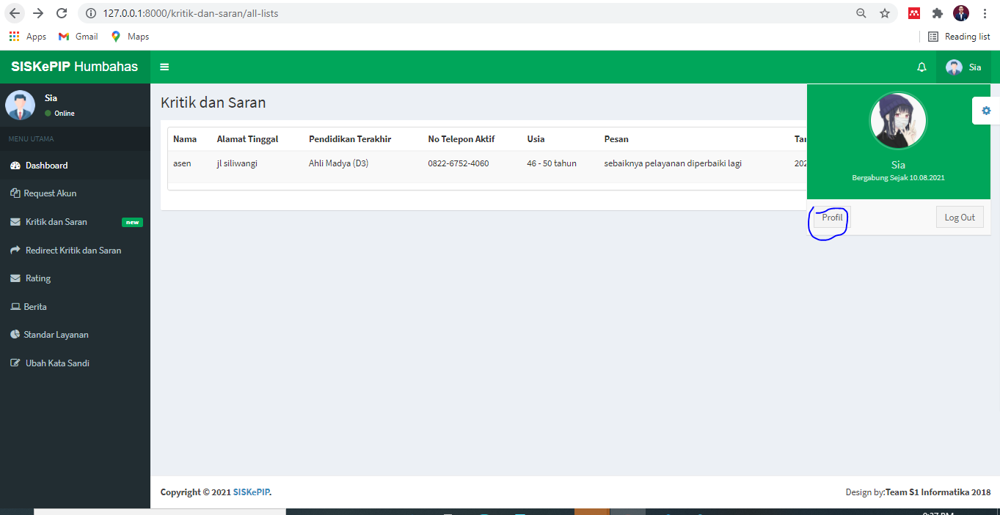 127.0.0.1:8000/kritik-dan-saran/all-lists
Apps Gmail Maps Reading list
SISKePIP Humbahas
Sia
Sia
Online
MENU UTAMA
Dashboard
Request Akun
Kritik dan Saran new
Redirect Kritik dan Saran
Rating
Berita
Standar Layanan
Ubah Kata Sandi
Kritik dan Saran
Nama Alamat Tinggal Pendidikan Terakhir No Telepon Aktif Usia Pesan
asen jl siliwangi Ahli Madya (D3) 0822-6752-4060 46 - 50 tahun sebaiknya pelayanan diperbaiki lagi
Sia
Bergabung Sejak 10.08.2021
Profil Log Out
Copyright © 2021 SISKePIP. Design by:Team S1 Informatika 2018